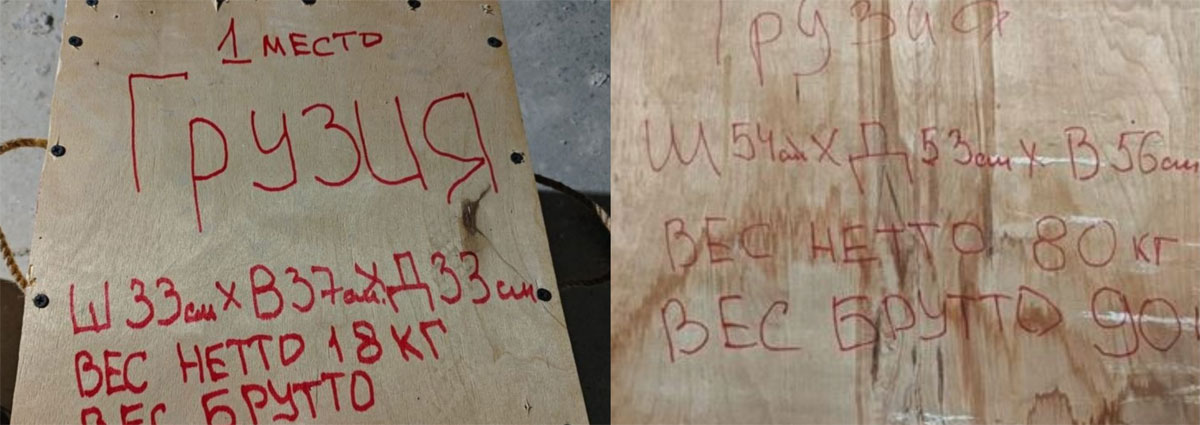 1 МЕСТО
Грузия
Ш 33см X В37см. X Д 33см
ВЕС НЕТТО 18 КГ
ВЕС БРУТТО
Грузия
Ш 54см X Д 53см x В 56см
ВЕС НЕТТО 80 кг
ВЕС БРУТТО 90